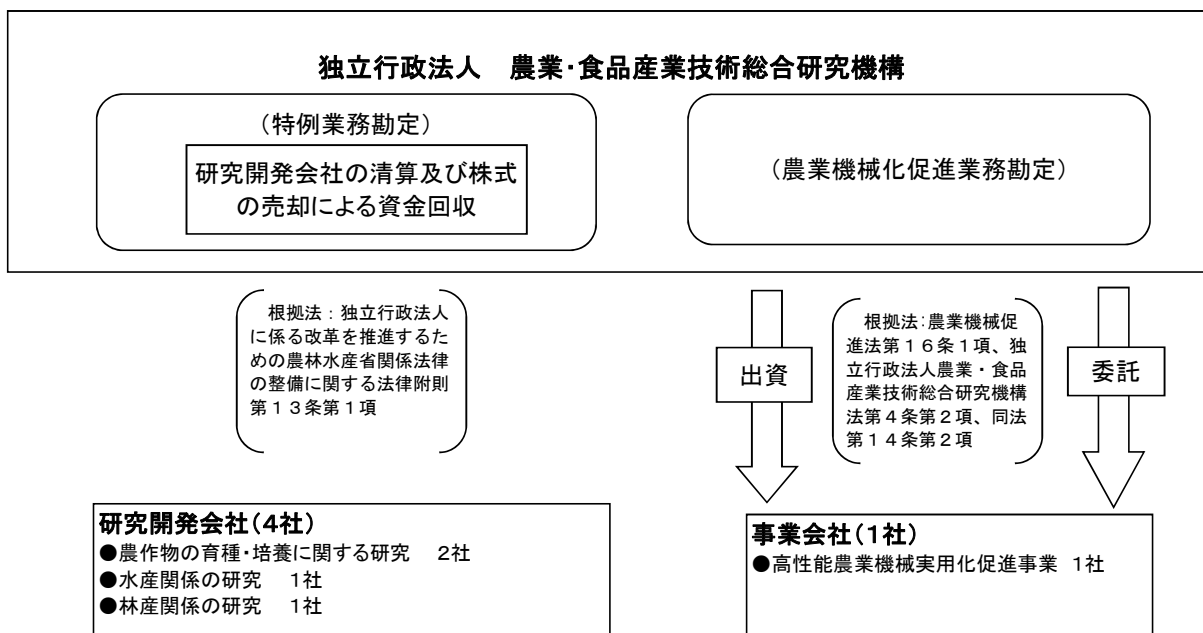 独立行政法人　農業・食品産業技術総合研究機構
（特例業務勘定）
研究開発会社の清算及び株式
の売却による資金回収
（農業機械化促進業務勘定）
根拠法：独立行政法人
に係る改革を推進するた
めの農林水産省関係法律
の整備に関する法律附則
第１３条第１項
出資
根拠法：農業機械促
進法第１６条１項、独
立行政法人農業・食品
産業技術総合研究機構
法第４条第２項、同法
第１４条第２項
委託
研究開発会社（４社）
●農作物の育種・培養に関する研究　２社
●水産関係の研究　１社
●林産関係の研究　１社
事業会社（１社）
●高性能農業機械実用化促進事業　１社